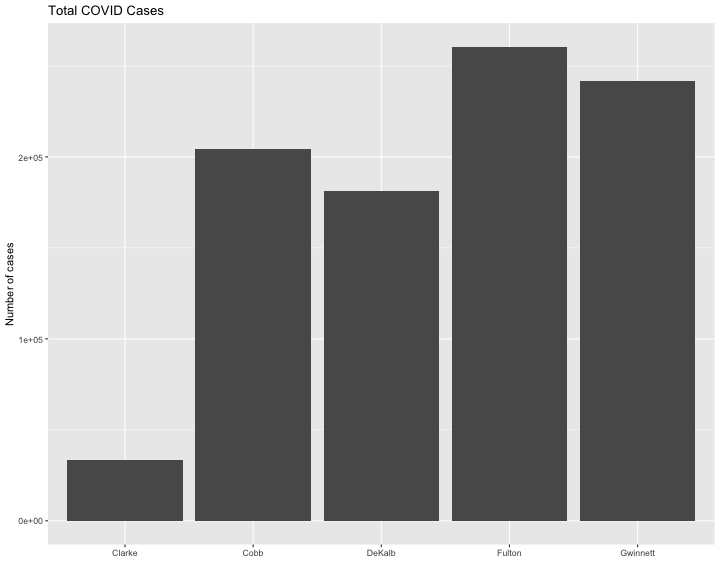 Total COVID Cases
Number of cases
2e+05
1e+05
0e+00
Clarke Cobb DeKalb Fulton Gwinnett